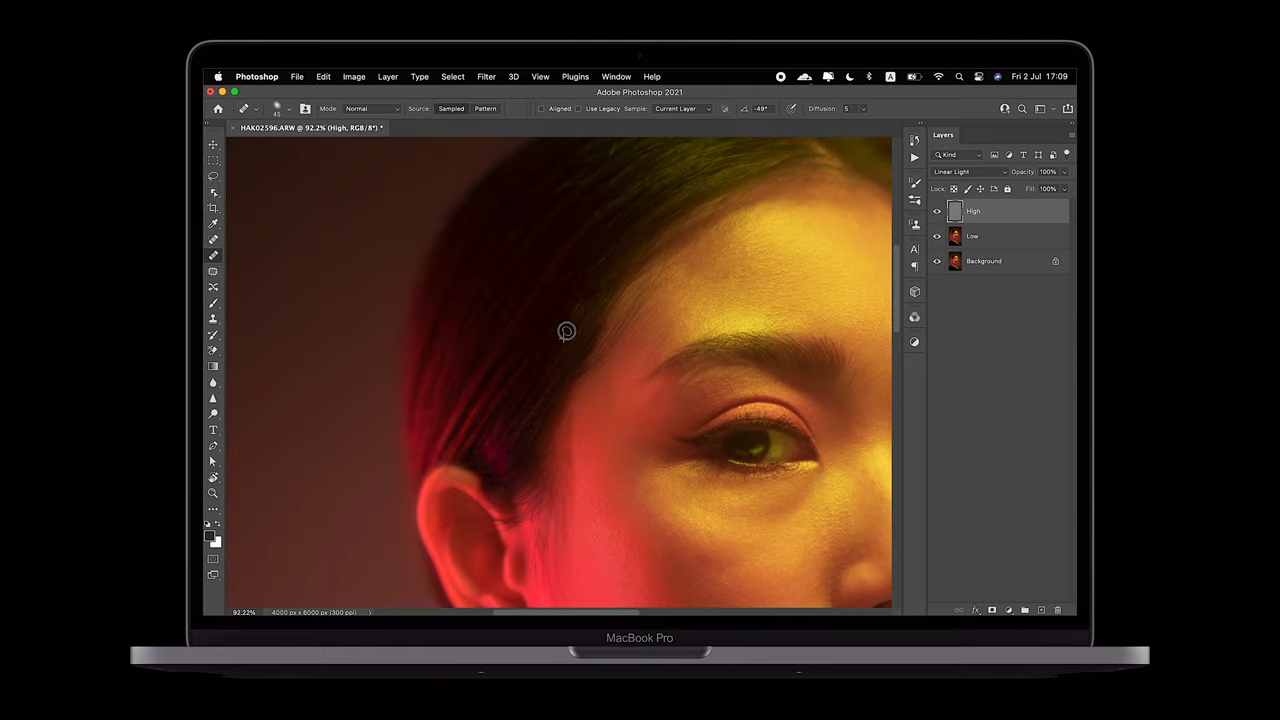 Photoshop File Edit Image Layer Type Select Filter 3D View Plugins Window Help A Fri 2 Jul 17:09
Adobe Photoshop 2021
45 Mode: Normal Source: Sampled Pattern Aligned Use Legacy Sample: Current Layer -49° Diffusion: 5
HAK02596.ARW @ 92.2% (High, RGB/8*) *
Layers
Kind
Linear Light Opacity: 100%
Lock: Fill: 100%
High
Low
Background
92.22% 4000 px x 6000 px (300 ppi)
MacBook Pro